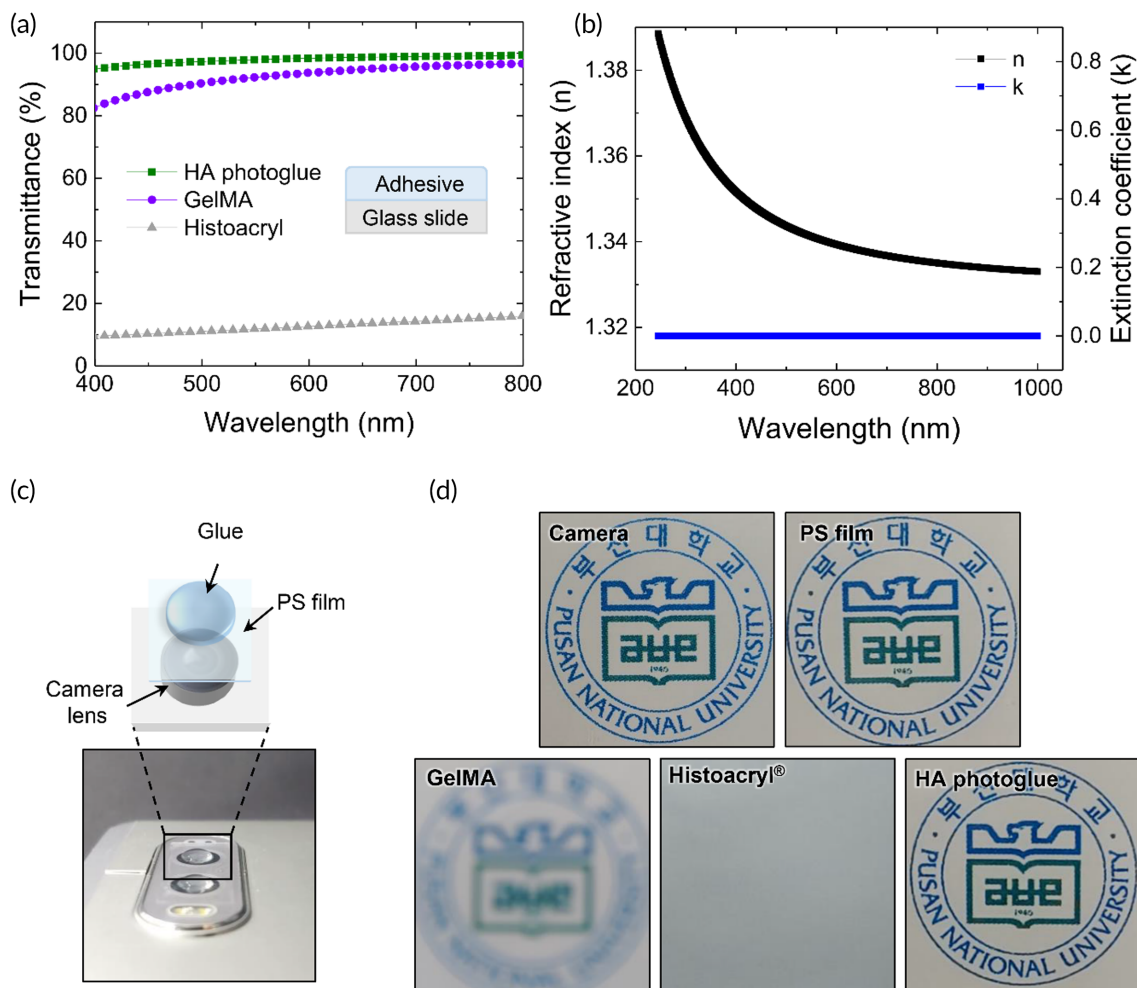 (a)
100
80
60
40
20
0
Transmittance (%)
HA photoglue
GelMA
Histoacryl
Adhesive
Glass slide
400 500 600 700 800
Wavelength (nm)
(b)
1.38
1.36
1.34
1.32
Refractive index (n)
n
k
0.8
0.6
0.4
0.2
0.0
Extinction coefficient (k)
200 400 600 800 1000
Wavelength (nm)
(c)
Glue
PS film
Camera
lens
(d)
Camera
부산대학교
PUSAN NATIONAL UNIVERSITY
1946
PS film
부산대학교
PUSAN NATIONAL UNIVERSITY
1946
GelMA
Histoacryl®
HA photoglue
부산대학교
PUSAN NATIONAL UNIVERSITY
1946